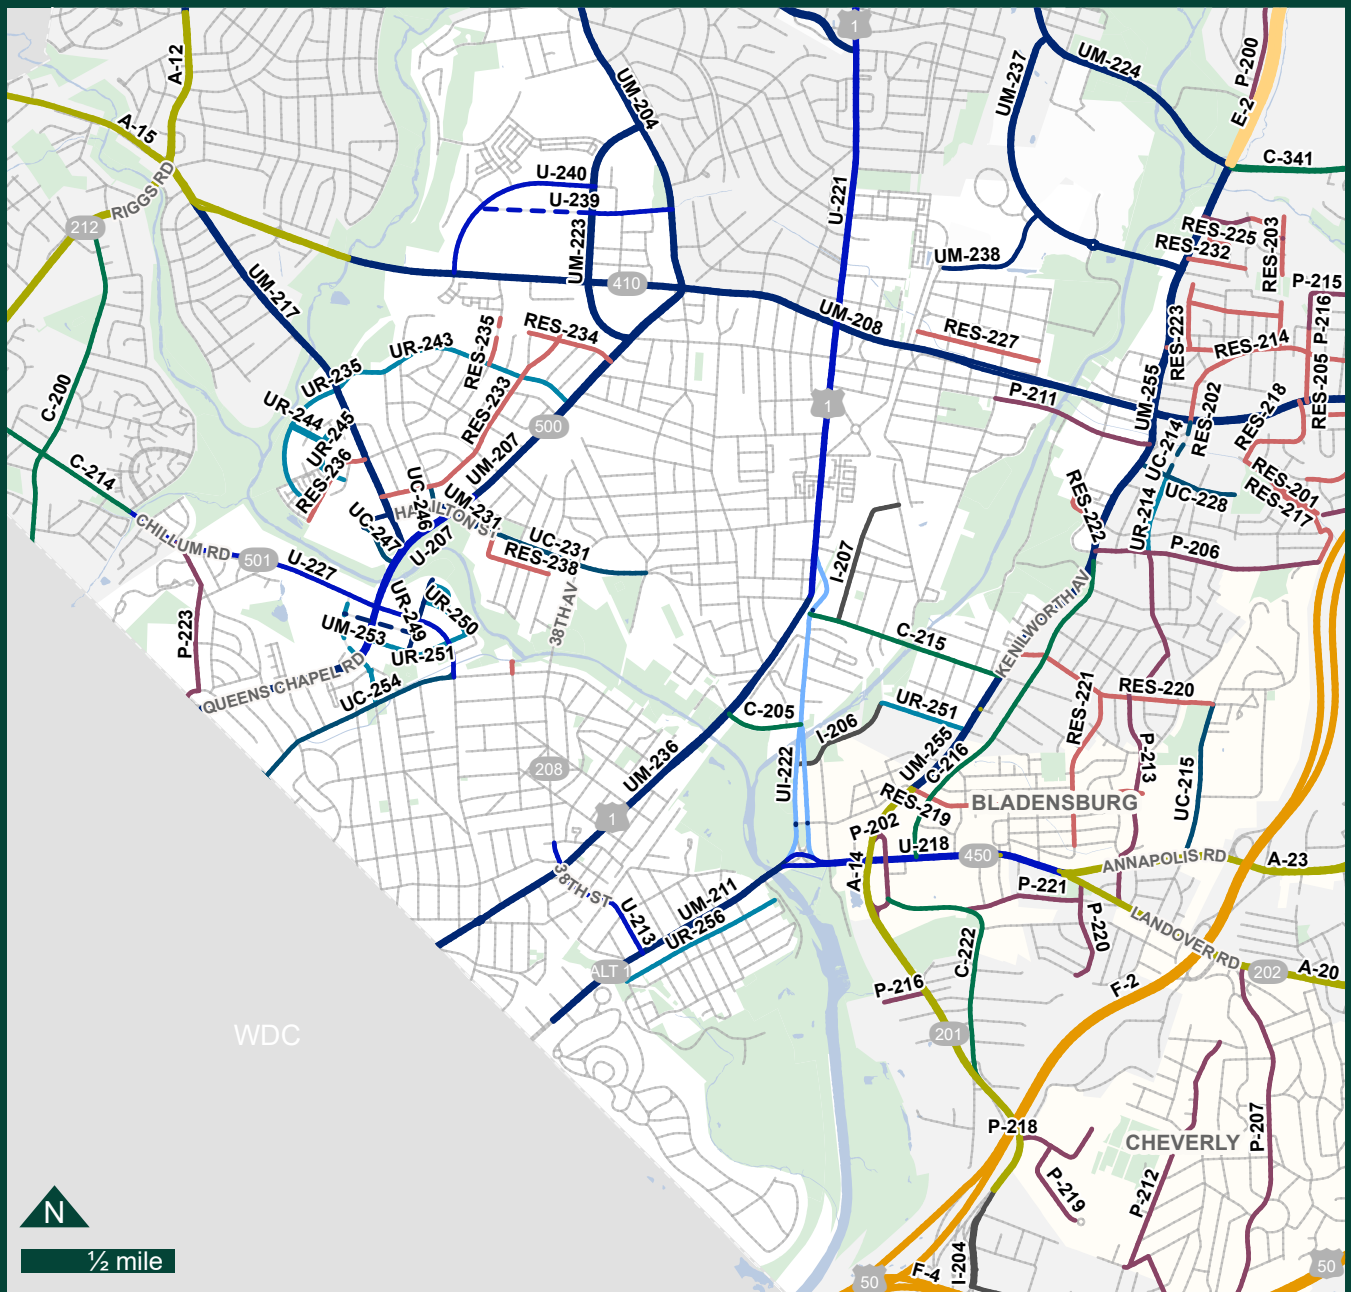 1
UM-224
P-200
A-12
UM-237
UM-204
E-2
A-15
C-341
U-240
RIGGS RD
U-239
U-221
212
RES-225
RES-203
RES-232
UM-223
UM-238
410
P-215
UM-217
UM-208
P-216
RES-235
RES-234
RES-227
RES-223
RES-214
UR-243
UR-235
C-200
P-211
RES-205
UM-255
RES-202
RES-218
UR-244
RES-233
1
500
UR-245
UM-207
UC-214
C-214
RES-236
UC-246
UM-231
RES-201
UC-228
RES-217
RES-222
HAMILTON ST
UC-247
CHILLUM RD
U-207
UC-231
UR-214
P-206
501
U-227
RES-238
I-207
UR-249
UR-250
38TH AV
KENILWORTH AV
P-223
UM-253
C-215
UR-251
QUEENS CHAPEL RD
UC-254
RES-220
C-205
UR-251
RES-221
I-206
UM-255
P-213
208
UM-236
C-216
UI-222
UC-215
1
RES-219
BLADENSBURG
P-202
U-218
450
ANNAPOLIS RD
A-23
A-14
38TH ST
P-221
UM-211
U-213
UR-256
P-220
LANDOVER RD
C-222
ALT 1
202
A-20
P-216
F-2
WDC
201
P-218
P-207
CHEVERLY
P-219
P-212
N
½ mile
I-204
F-4
50
50